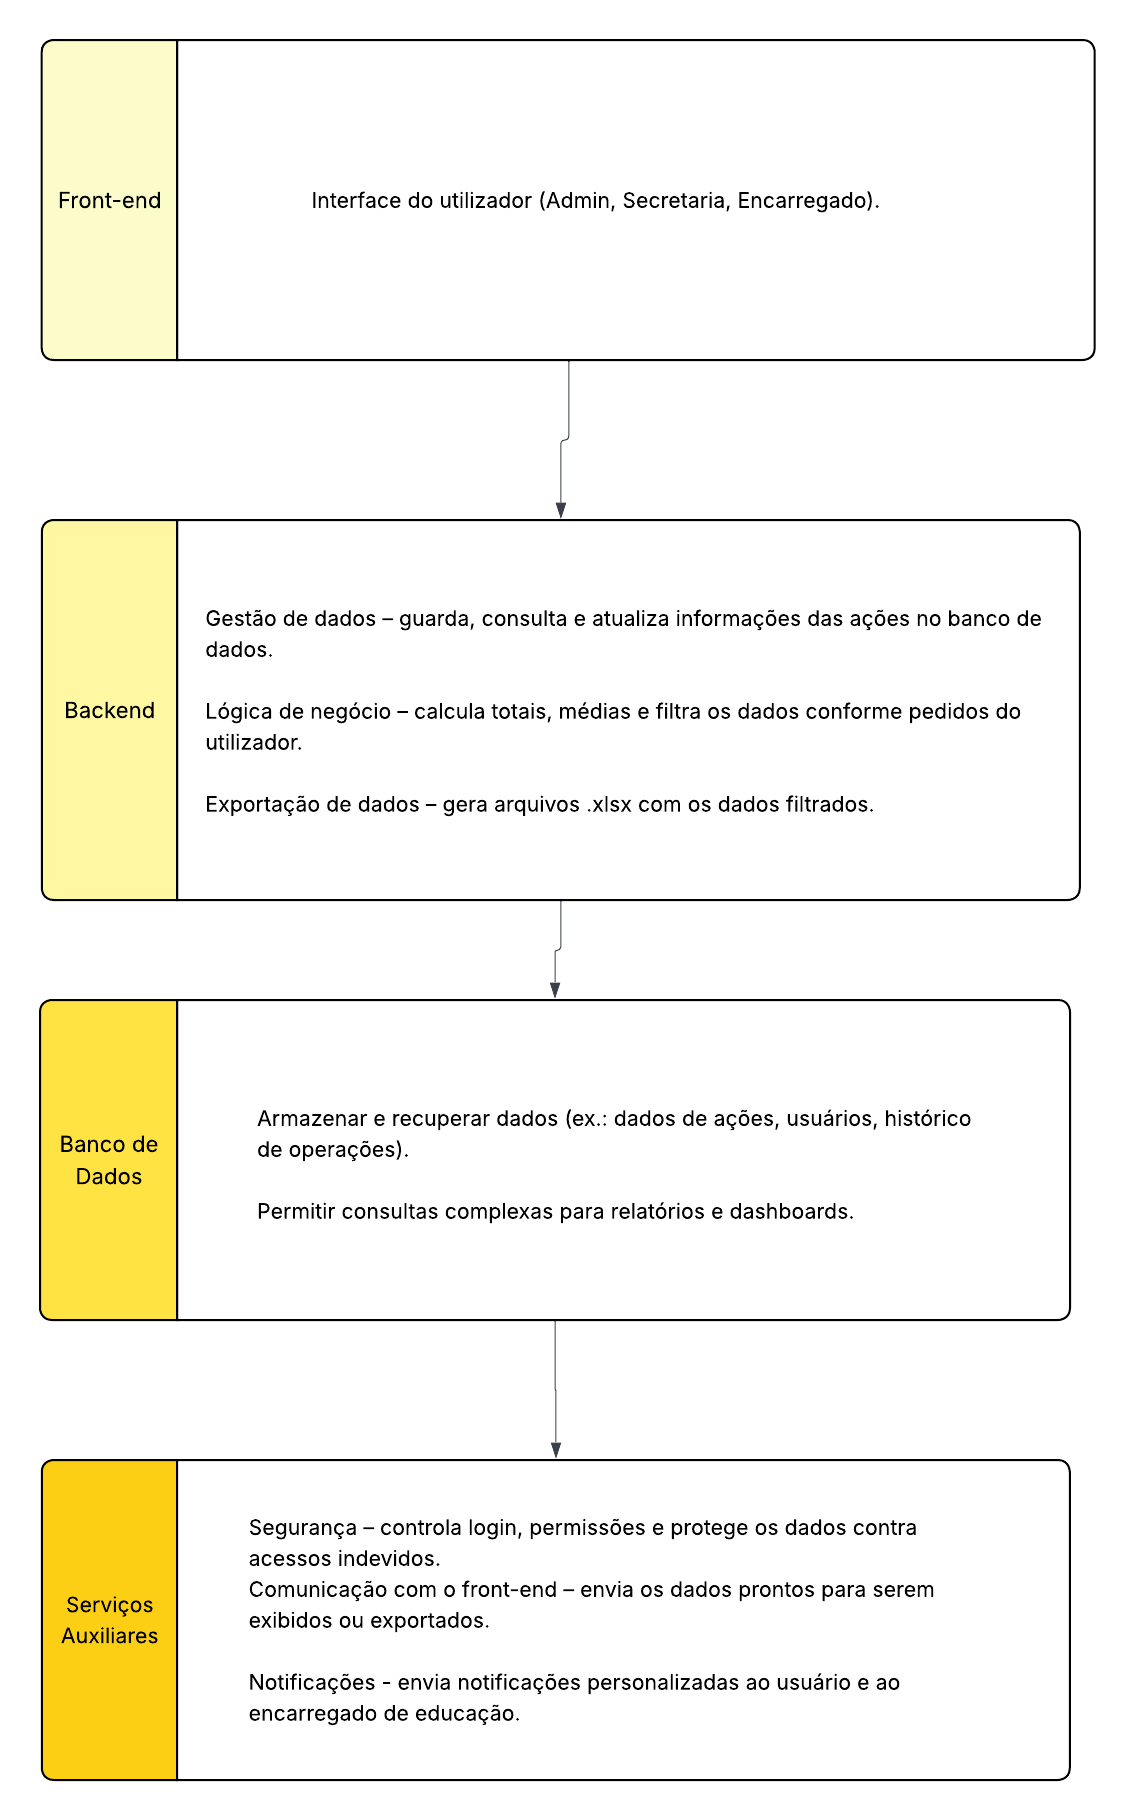 Front-end
Interface do utilizador (Admin, Secretaria, Encarregado).
Backend
Gestão de dados – guarda, consulta e atualiza informações das ações no banco de
dados.
Lógica de negócio – calcula totais, médias e filtra os dados conforme pedidos do
utilizador.
Exportação de dados – gera arquivos .xlsx com os dados filtrados.
Banco de
Dados
Armazenar e recuperar dados (ex.: dados de ações, usuários, histórico
de operações).
Permitir consultas complexas para relatórios e dashboards.
Serviços
Auxiliares
Segurança – controla login, permissões e protege os dados contra
acessos indevidos.
Comunicação com o front-end – envia os dados prontos para serem
exibidos ou exportados.
Notificações - envia notificações personalizadas ao usuário e ao
encarregado de educação.